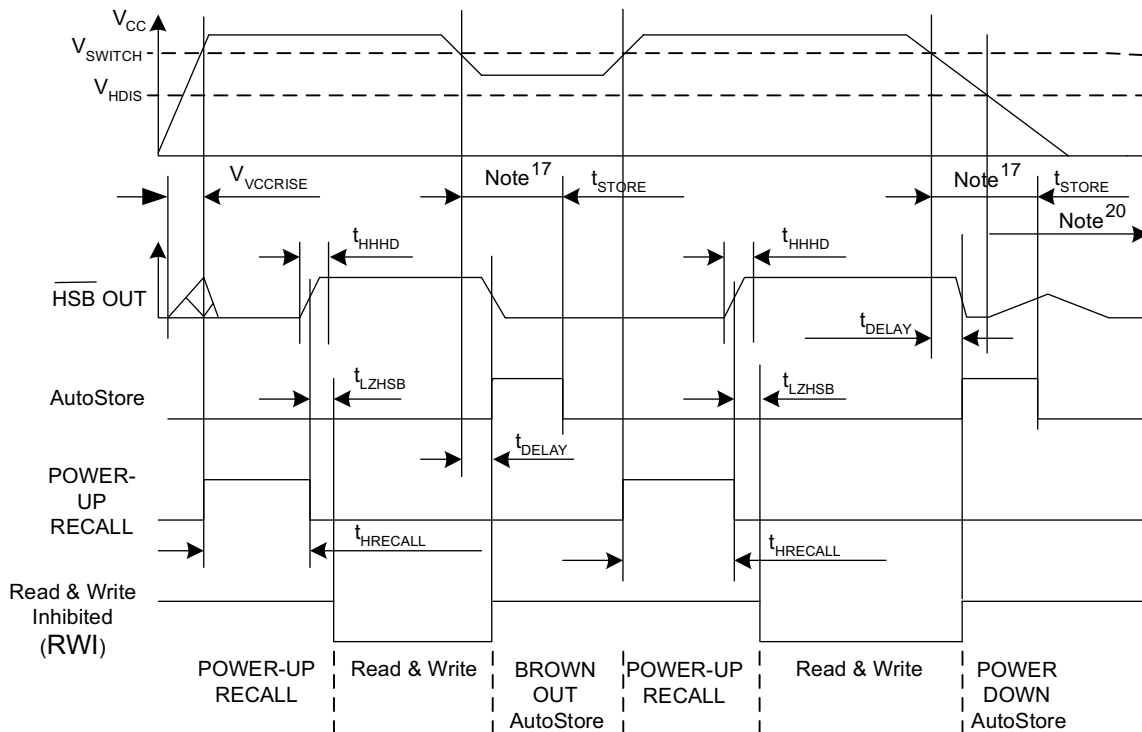 VCC
VSWITCH
VHDIS
VVCCRISE
Note17
tSTORE
Note17
tSTORE
Note20
tHHHD
tHHHD
HSB OUT
tDELAY
tLZHSB
tLZHSB
AutoStore
tDELAY
POWER-
UP
RECALL
tHRECALL
tHRECALL
Read & Write
Inhibited
(RWI)
POWER-UP
RECALL
Read & Write
BROWN
OUT
AutoStore
POWER-UP
RECALL
Read & Write
POWER
DOWN
AutoStore